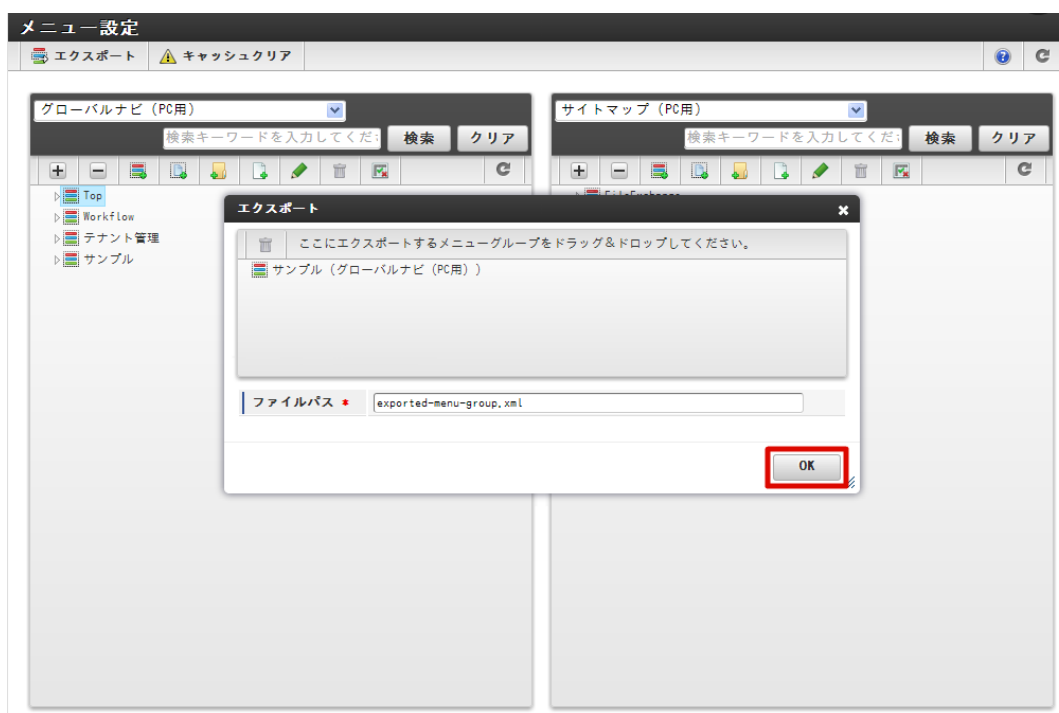 メニュー設定
エクスポート キャッシュクリア
グローバルナビ（PC用） サイトマップ（PC用）
検索キーワードを入力してくだ 検索 クリア 検索キーワードを入力してくだ 検索 クリア
Top
Workflow
テナント管理
サンプル
エクスポート
ここにエクスポートするメニューグループをドラッグ＆ドロップしてください。
サンプル（グローバルナビ（PC用））
ファイルパス * exported-menu-group.xml
OK